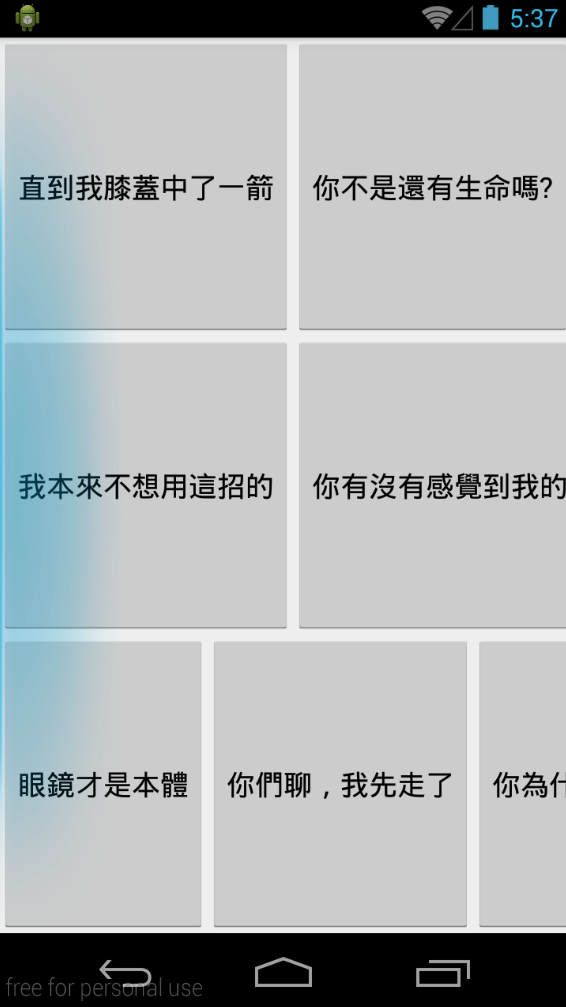 5:37
直到我膝蓋中了一箭
你不是還有生命嗎?
我本來不想用這招的
你有沒有感覺到我的
眼鏡才是本體
你們聊，我先走了
你為
free for personal use